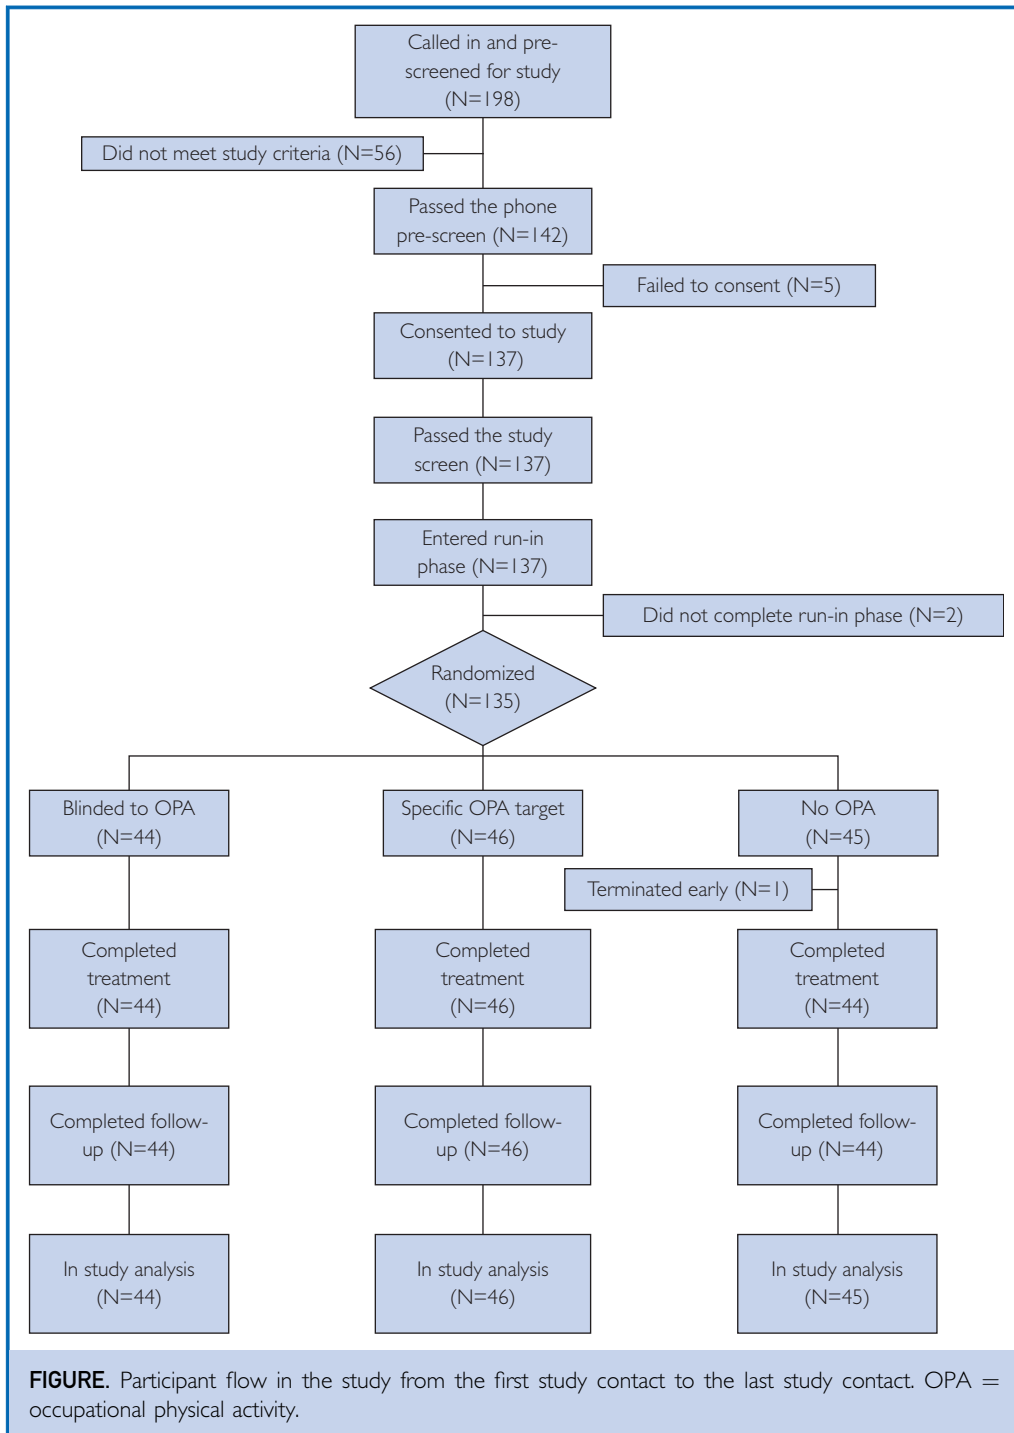 Called in and pre-
screened for study
(N=198)
Did not meet study criteria (N=56)
Passed the phone
pre-screen (N=142)
Failed to consent (N=5)
Consented to study
(N=137)
Passed the study
screen (N=137)
Entered run-in
phase (N=137)
Did not complete run-in phase (N=2)
Randomized
(N=135)
Blinded to OPA
(N=44)
Specific OPA target
(N=46)
No OPA
(N=45)
Terminated early (N=1)
Completed
treatment
(N=44)
Completed
treatment
(N=46)
Completed
treatment
(N=44)
Completed follow-
up (N=44)
Completed follow-
up (N=46)
Completed follow-
up (N=44)
In study analysis
(N=44)
In study analysis
(N=46)
In study analysis
(N=45)
FIGURE. Participant flow in the study from the first study contact to the last study contact. OPA =
occupational physical activity.